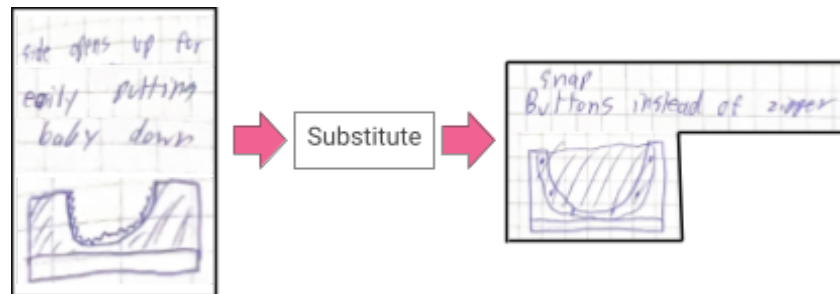 side opens up for
easily putting
baby down
Substitute
snap
Buttons instead of zipper